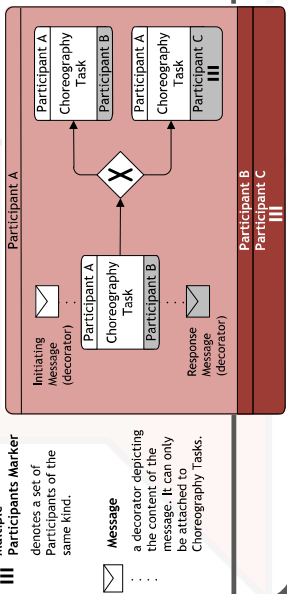 Participants Marker
denotes a set of
Participants of the
same kind.
Message
a decorator depicting
the content of the
message. It can only
be attached to
Choreography Tasks.
Participant A
Initiating
Message
(decorator)
Participant A
Choreography
Task
Participant B
Response
Message
(decorator)
X
Participant A
Choreography
Task
Participant B
Participant A
Choreography
Task
Participant C
Participant B
Participant C